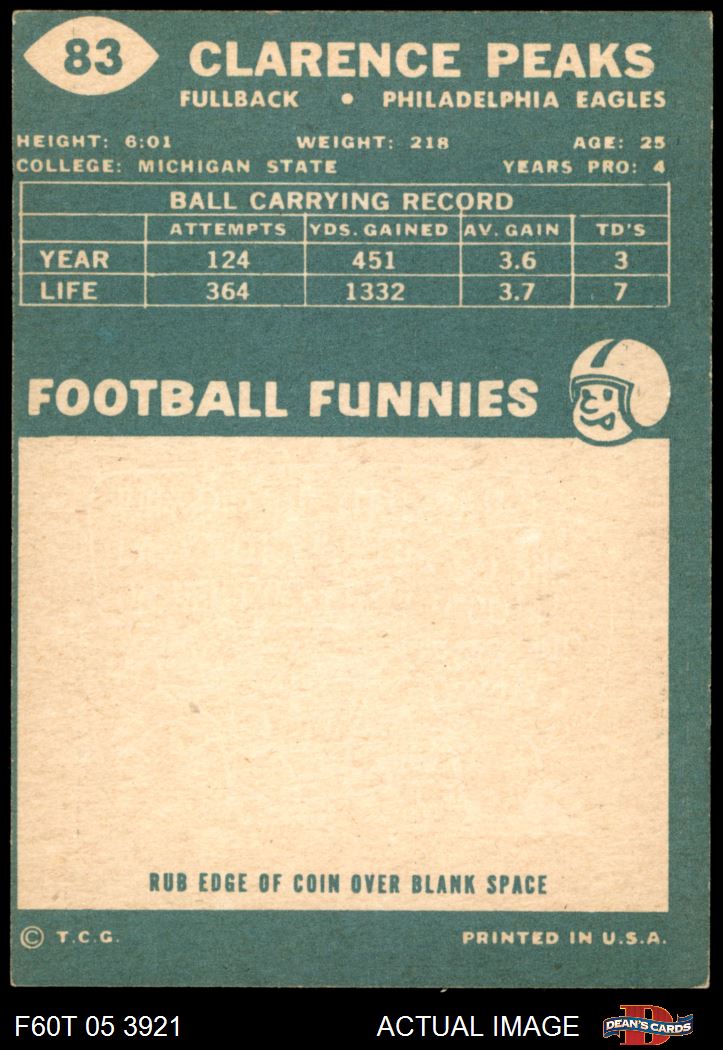 83
CLARENCE PEAKS
FULLBACK • PHILADELPHIA EAGLES
HEIGHT: 6:01 WEIGHT: 218 AGE: 25
COLLEGE: MICHIGAN STATE YEARS PRO: 4
BALL CARRYING RECORD
ATTEMPTS YDS. GAINED AV. GAIN TD'S
YEAR 124 451 3.6 3
LIFE 364 1332 3.7 7
FOOTBALL FUNNIES
RUB EDGE OF COIN OVER BLANK SPACE
© T.C.G. PRINTED IN U.S.A.
F60T 05 3921 ACTUAL IMAGE DEAN'S CARDS